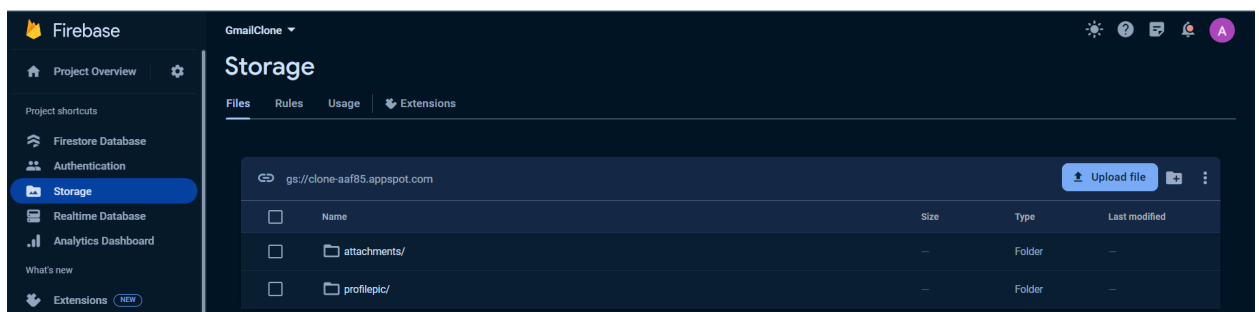 Firebase
GmailClone
A
Project Overview
Storage
Project shortcuts
Files Rules Usage Extensions
Firestore Database
Authentication
Storage
Realtime Database
Analytics Dashboard
What's new
Extensions NEW
gs://clone-aaf85.appspot.com
Upload file
Name Size Type Last modified
attachments/ — Folder —
profilepic/ — Folder —